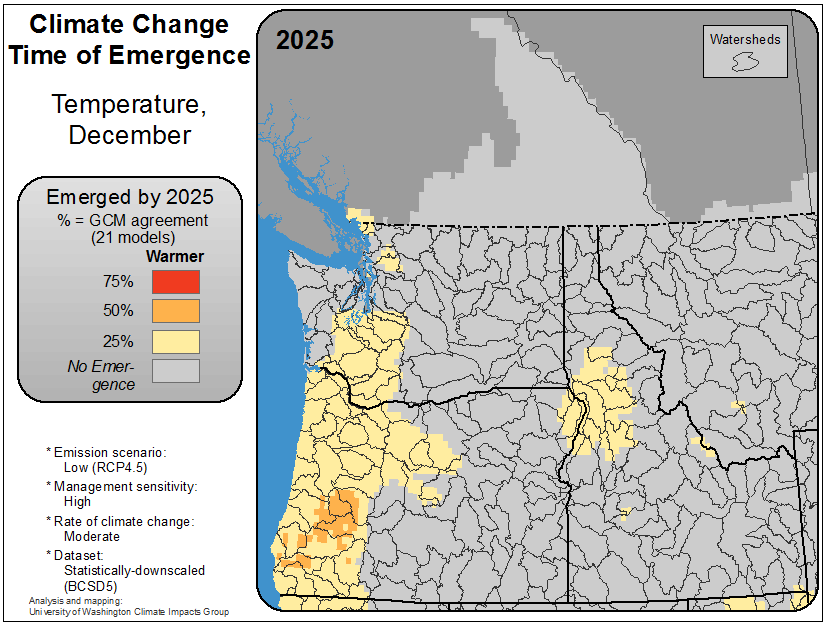 Climate Change
Time of Emergence
Temperature,
December
Emerged by 2025
% = GCM agreement
(21 models)
Warmer
75%
50%
25%
No Emer-
gence
* Emission scenario:
Low (RCP4.5)
* Management sensitivity:
High
* Rate of climate change:
Moderate
* Dataset:
Statistically-downscaled
(BCSD5)
Analysis and mapping:
University of Washington Climate Impacts Group
2025
Watersheds